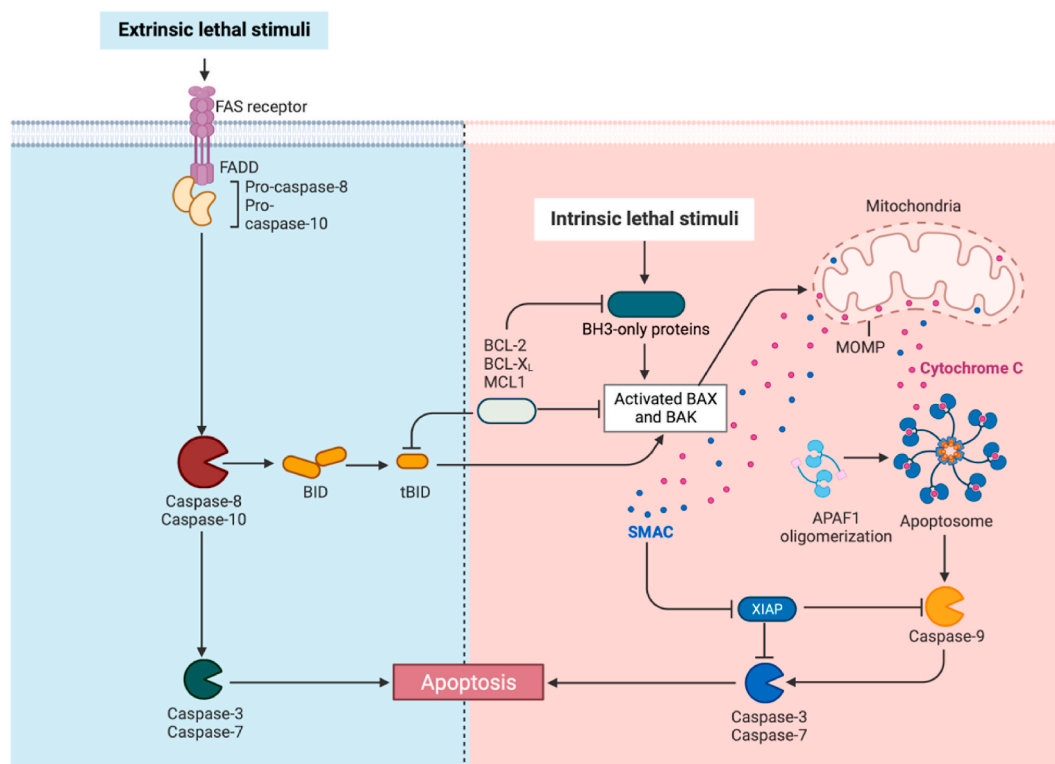 Extrinsic lethal stimuli
FAS receptor
FADD
Pro-caspase-8
Pro-
caspase-10
Intrinsic lethal stimuli
Mitochondria
BH3-only proteins
MOMP
BCL-2
BCL-XL
MCL1
Cytochrome C
Activated BAX
and BAK
Caspase-8
Caspase-10
BID
tBID
SMAC
APAF1
oligomerization
Apoptosome
XIAP
Caspase-9
Apoptosis
Caspase-3
Caspase-7
Caspase-3
Caspase-7